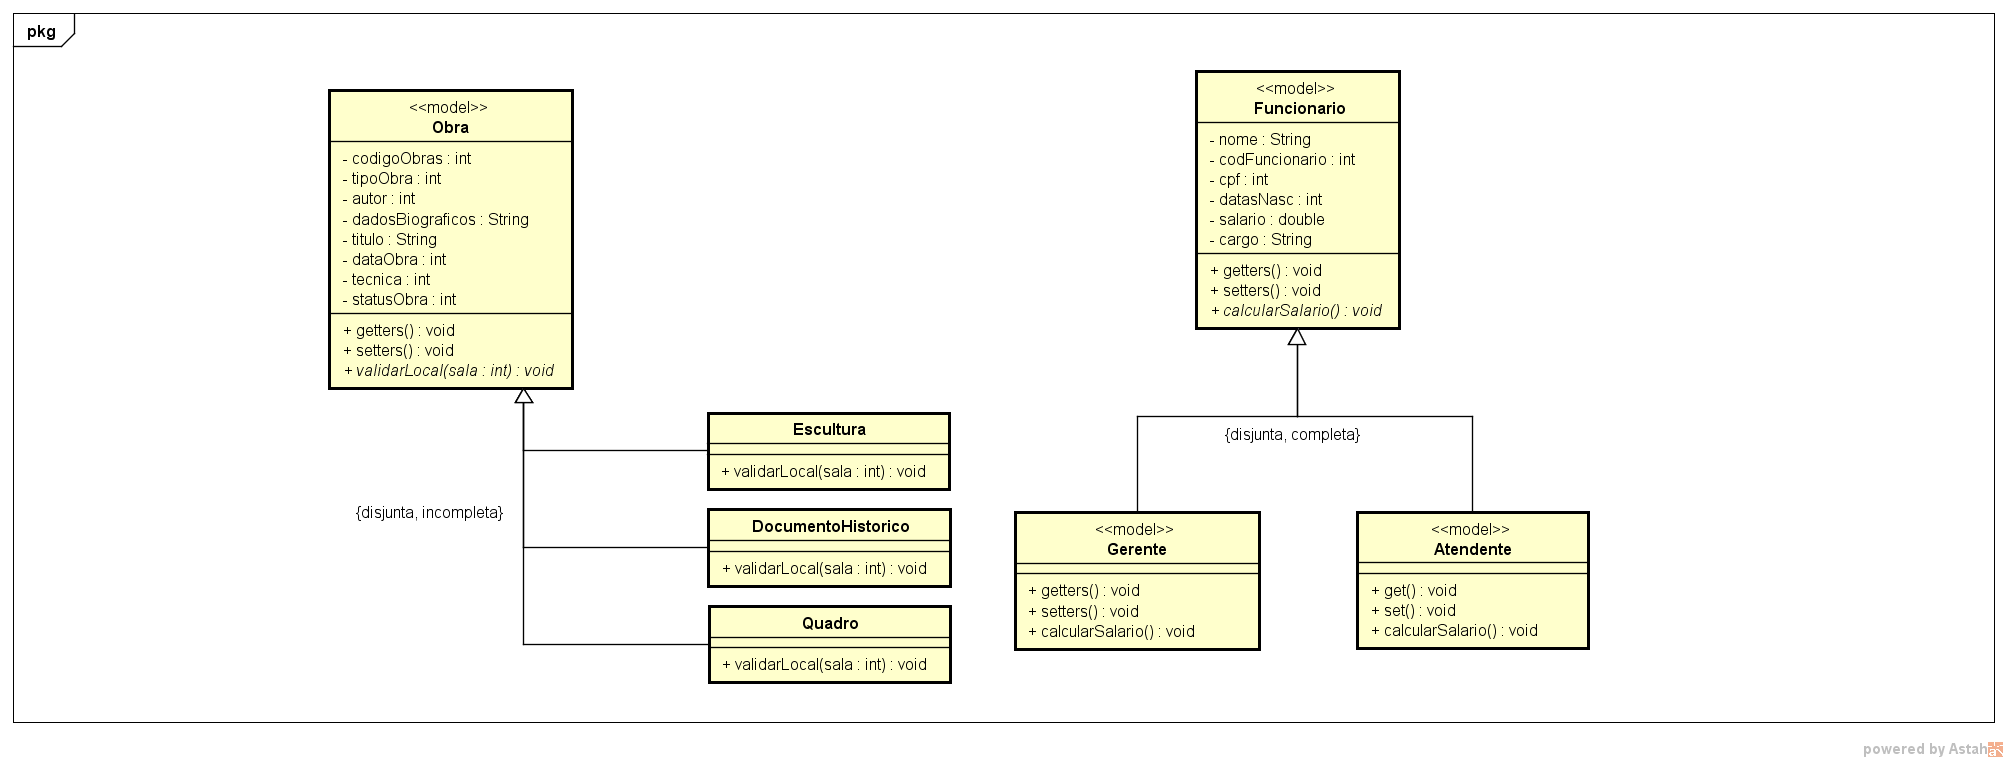 pkg
<<model>>
Obra
- codigoObras : int
- tipoObra : int
- autor : int
- dadosBiograficos : String
- titulo : String
- dataObra : int
- tecnica : int
- statusObra : int
+ getters() : void
+ setters() : void
+ validarLocal(sala : int) : void
{disjunta, incompleta}
Escultura
+ validarLocal(sala : int) : void
DocumentoHistorico
+ validarLocal(sala : int) : void
Quadro
+ validarLocal(sala : int) : void
<<model>>
Funcionario
- nome : String
- codFuncionario : int
- cpf : int
- datasNasc : int
- salario : double
- cargo : String
+ getters() : void
+ setters() : void
+ calcularSalario() : void
{disjunta, completa}
<<model>>
Gerente
+ getters() : void
+ setters() : void
+ calcularSalario() : void
<<model>>
Atendente
+ get() : void
+ set() : void
+ calcularSalario() : void
powered by Astah